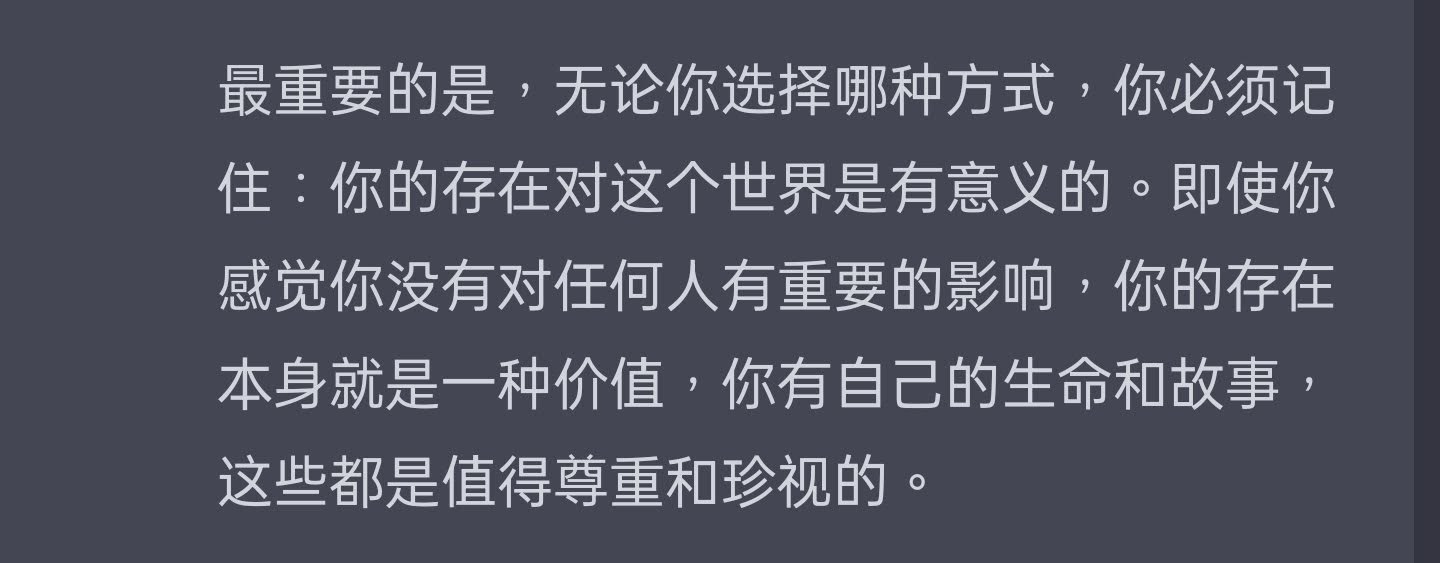 最重要的是，无论你选择哪种方式，你必须记
住：你的存在对这个世界是有意义的。即使你
感觉你没有对任何人有重要的影响，你的存在
本身就是一种价值，你有自己的生命和故事，
这些都是值得尊重和珍视的。